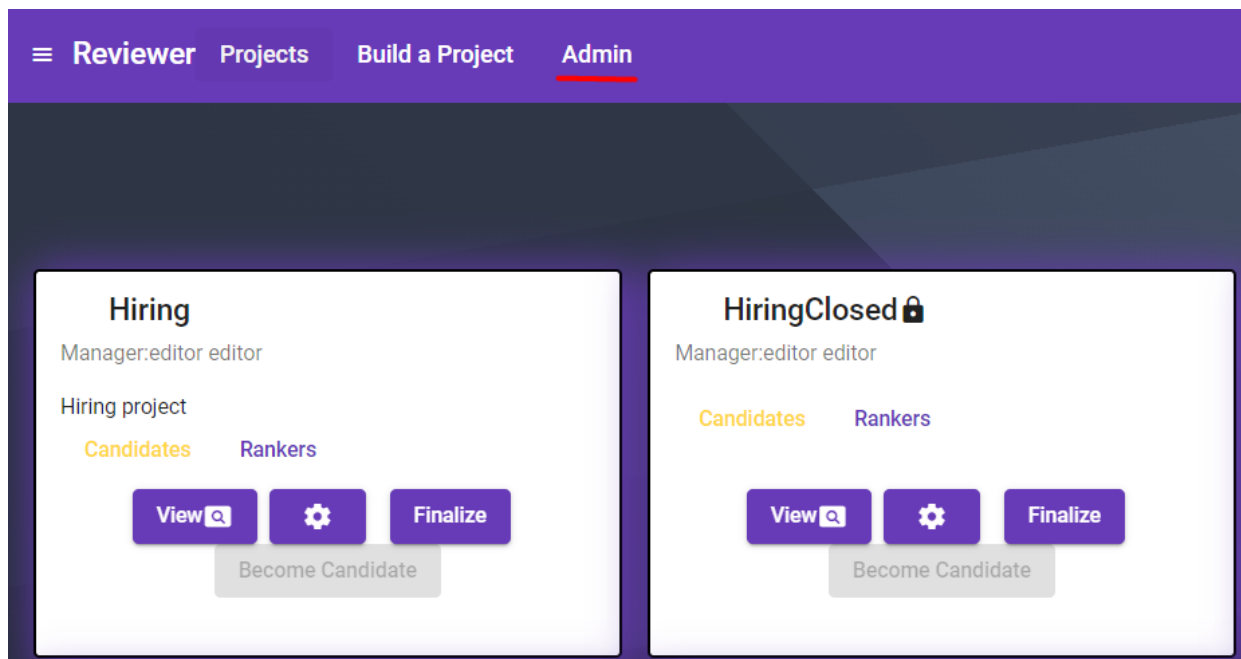 Reviewer Projects Build a Project Admin
Hiring
Manager:editor editor
Hiring project
Candidates Rankers
View Finalize
Become Candidate
HiringClosed
Manager:editor editor
Candidates Rankers
View Finalize
Become Candidate